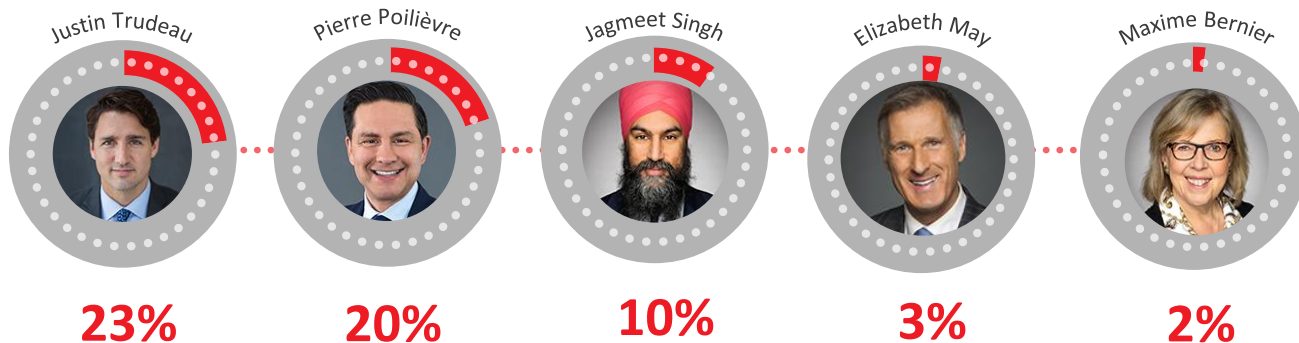 Justin Trudeau
Pierre Poilièvre
Jagmeet Singh
Elizabeth May
Maxime Bernier
23%
20%
10%
3%
2%